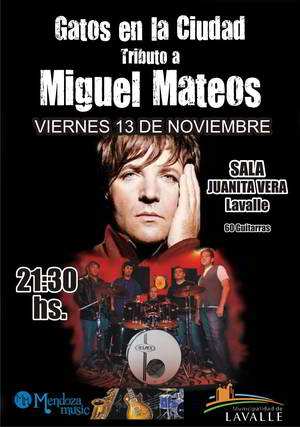 Gatos en la Ciudad
Tributo a
Miguel Mateos
VIERNES 13 DE NOVIEMBRE
SALA
JUANITA VERA
Lavalle
60 Guitarras
21:30
hs.
Mendoza
music
Municipalidad de
LAVALLE